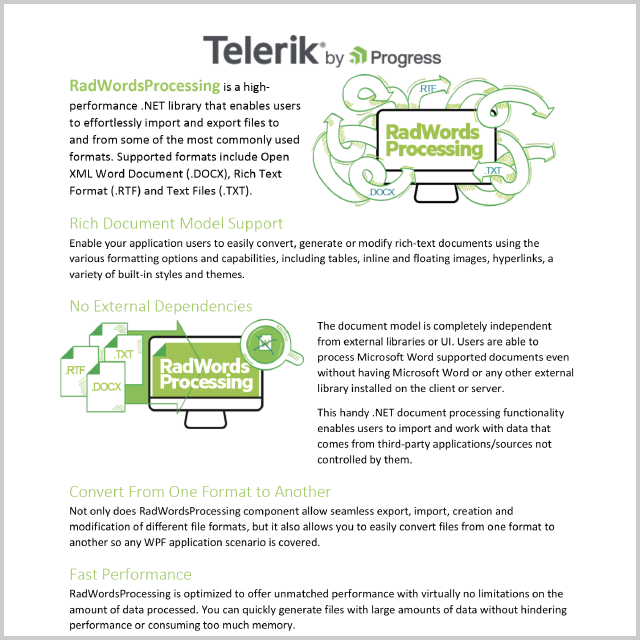 Telerik® by Progress
RadWordsProcessing is a high-
performance .NET library that enables users
to effortlessly import and export files to
and from some of the most commonly used
formats. Supported formats include Open
XML Word Document (.DOCX), Rich Text
Format (.RTF) and Text Files (.TXT).
.RTF
RadWords
Processing
.TXT
.DOCX
Rich Document Model Support
Enable your application users to easily convert, generate or modify rich-text documents using the
various formatting options and capabilities, including tables, inline and floating images, hyperlinks, a
variety of built-in styles and themes.
No External Dependencies
.TXT
.RTF
.DOCX
RadWords
Processing
The document model is completely independent
from external libraries or UI. Users are able to
process Microsoft Word supported documents even
without having Microsoft Word or any other external
library installed on the client or server.
This handy .NET document processing functionality
enables users to import and work with data that
comes from third-party applications/sources not
controlled by them.
Convert From One Format to Another
Not only does RadWordsProcessing component allow seamless export, import, creation and
modification of different file formats, but it also allows you to easily convert files from one format to
another so any WPF application scenario is covered.
Fast Performance
RadWordsProcessing is optimized to offer unmatched performance with virtually no limitations on the
amount of data processed. You can quickly generate files with large amounts of data without hindering
performance or consuming too much memory.